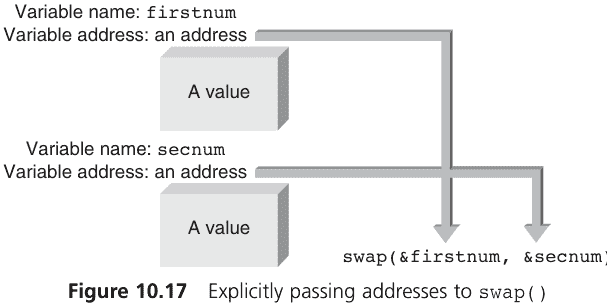 Variable name: firstnum
Variable address: an address
A value
Variable name: secnum
Variable address: an address
A value
swap(&firstnum, &secnum)
Figure 10.17 Explicitly passing addresses to swap()